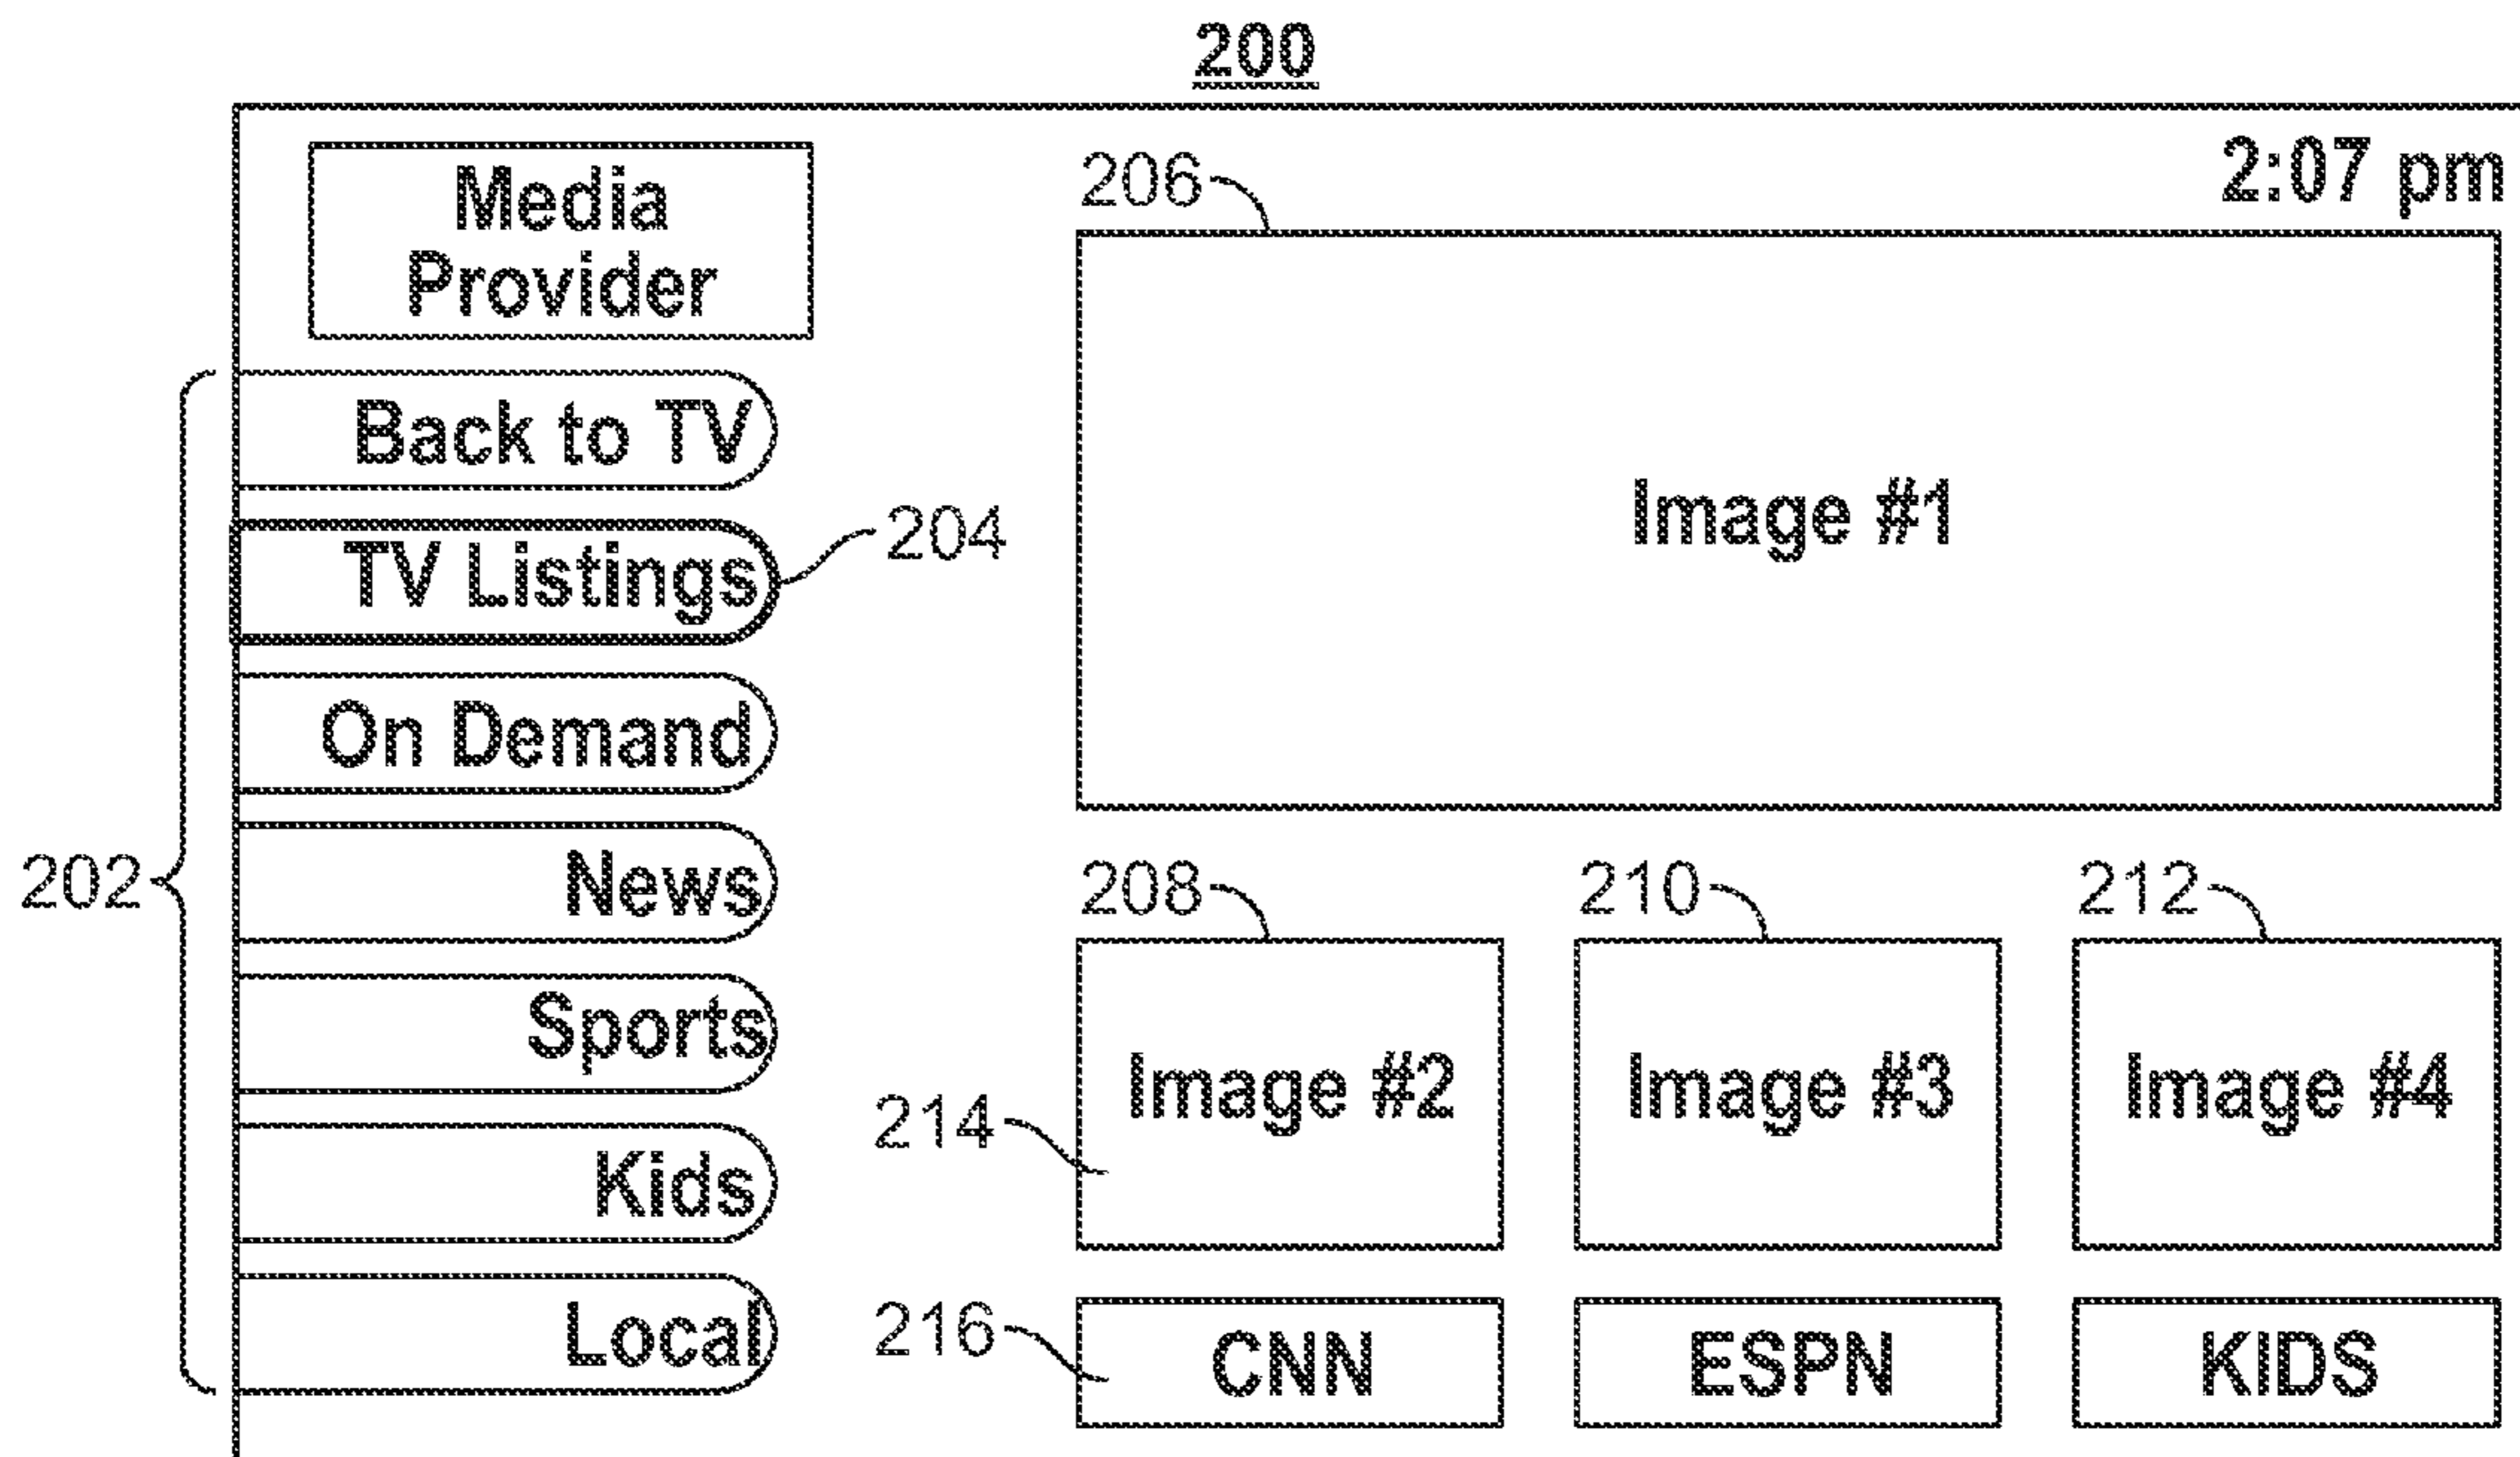 200
2:07 pm
Media
Provider
206
Image #1
202
Back to TV
TV Listings
204
On Demand
News
Sports
Kids
Local
208
210
212
214
Image #2
Image #3
Image #4
216
CNN
ESPN
KIDS